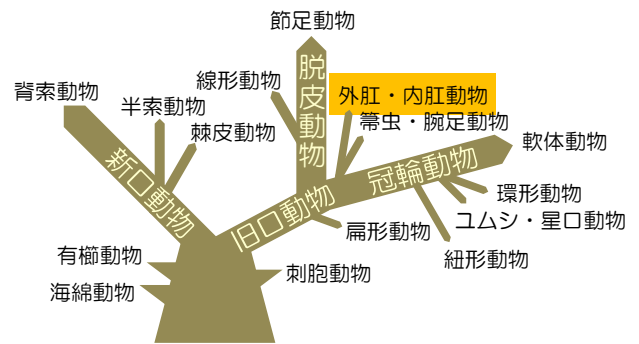 節足動物
脱皮動物
線形動物
外肛・内肛動物
背索動物
半索動物
棘皮動物
箒虫・腕足動物
軟体動物
新口動物
旧口動物
冠輪動物
環形動物
ユムシ・星口動物
扁形動物
紐形動物
有櫛動物
刺胞動物
海綿動物